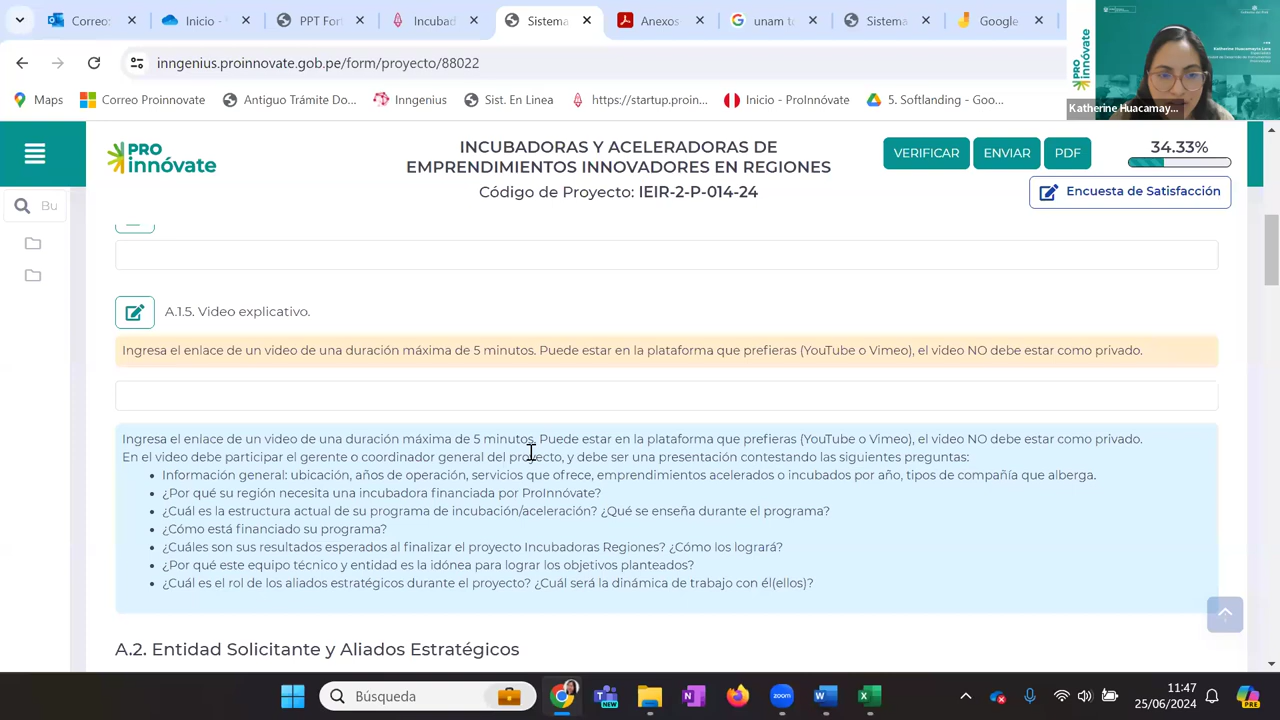 Correo:
Inicio -
PPT Fort
Incubad
Sistema
Anexos
unam tu
Sistema
Google
inngenius.proinnovate.gob.pe/form/proyecto/88022
Maps
Correo Proinnovate
Antiguo Trámite Do...
Inngenius
Sist. En Linea
https://startup.proin...
Inicio - ProInnóvate
5. Softlanding - Goo...
PRO innóvate
Katherine Huacamayta Lara
Katherine Huacamay...
PRO
innóvate
INCUBADORAS Y ACELERADORAS DE
EMPRENDIMIENTOS INNOVADORES EN REGIONES
Código de Proyecto: IEIR-2-P-014-24
VERIFICAR
ENVIAR
PDF
34.33%
Encuesta de Satisfacción
Bu
A.1.5. Video explicativo.
Ingresa el enlace de un video de una duración máxima de 5 minutos. Puede estar en la plataforma que prefieras (YouTube o Vimeo), el video NO debe estar como privado.
Ingresa el enlace de un video de una duración máxima de 5 minutos. Puede estar en la plataforma que prefieras (YouTube o Vimeo), el video NO debe estar como privado.
En el video debe participar el gerente o coordinador general del proyecto, y debe ser una presentación contestando las siguientes preguntas:
• Información general: ubicación, años de operación, servicios que ofrece, emprendimientos acelerados o incubados por año, tipos de compañía que alberga.
• ¿Por qué su región necesita una incubadora financiada por ProInnóvate?
• ¿Cuál es la estructura actual de su programa de incubación/aceleración? ¿Qué se enseña durante el programa?
• ¿Cómo está financiado su programa?
• ¿Cuáles son sus resultados esperados al finalizar el proyecto Incubadoras Regiones? ¿Cómo los logrará?
• ¿Por qué este equipo técnico y entidad es la idónea para lograr los objetivos planteados?
• ¿Cuál es el rol de los aliados estratégicos durante el proyecto? ¿Cuál será la dinámica de trabajo con él(ellos)?
A.2. Entidad Solicitante y Aliados Estratégicos
Búsqueda
NEW
zoom
11:47
25/06/2024
PRE